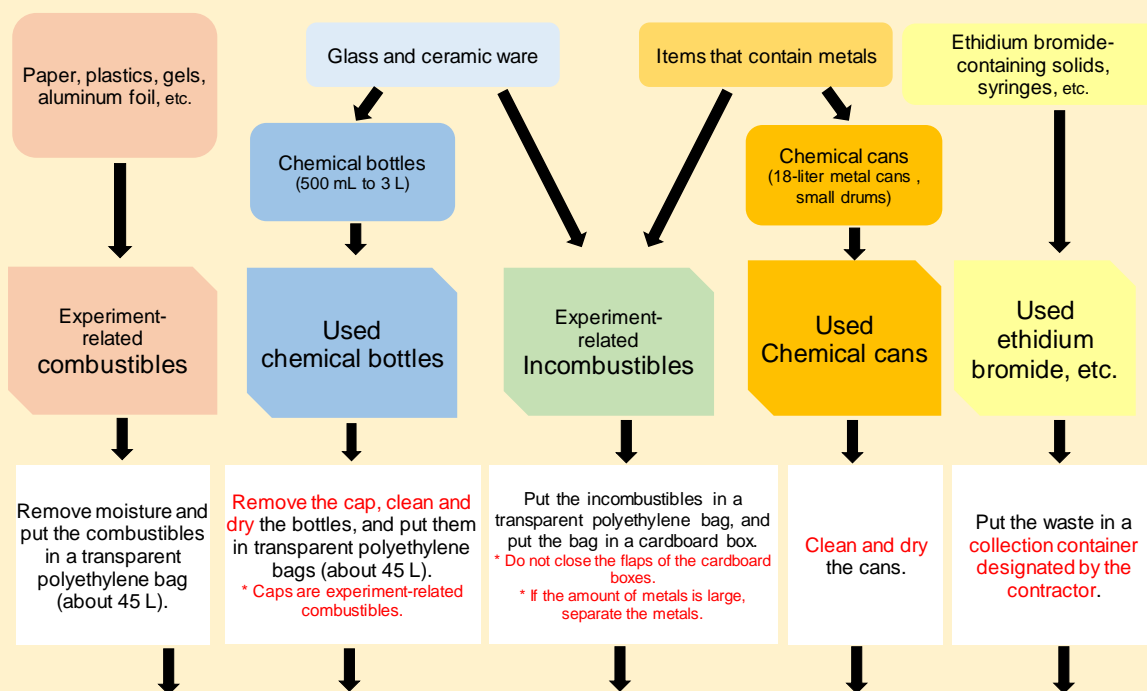 Paper, plastics, gels,
aluminum foil, etc.
Glass and ceramic ware
Items that contain metals
Ethidium bromide-
containing solids,
syringes, etc.
Chemical bottles
(500 mL to 3 L)
Chemical cans
(18-liter metal cans ,
small drums)
Experiment-
related
combustibles
Used
chemical bottles
Experiment-
related
Incombustibles
Used
Chemical cans
Used
ethidium
bromide, etc.
Remove moisture and
put the combustibles
in a transparent
polyethylene bag
(about 45 L).
Remove the cap, clean and
dry the bottles, and put them
in transparent polyethylene
bags (about 45 L).
* Caps are experiment-related
combustibles.
Put the incombustibles in a
transparent polyethylene bag, and
put the bag in a cardboard box.
* Do not close the flaps of the cardboard
boxes.
* If the amount of metals is large,
separate the metals.
Clean and dry
the cans.
Put the waste in a
collection container
designated by the
contractor.